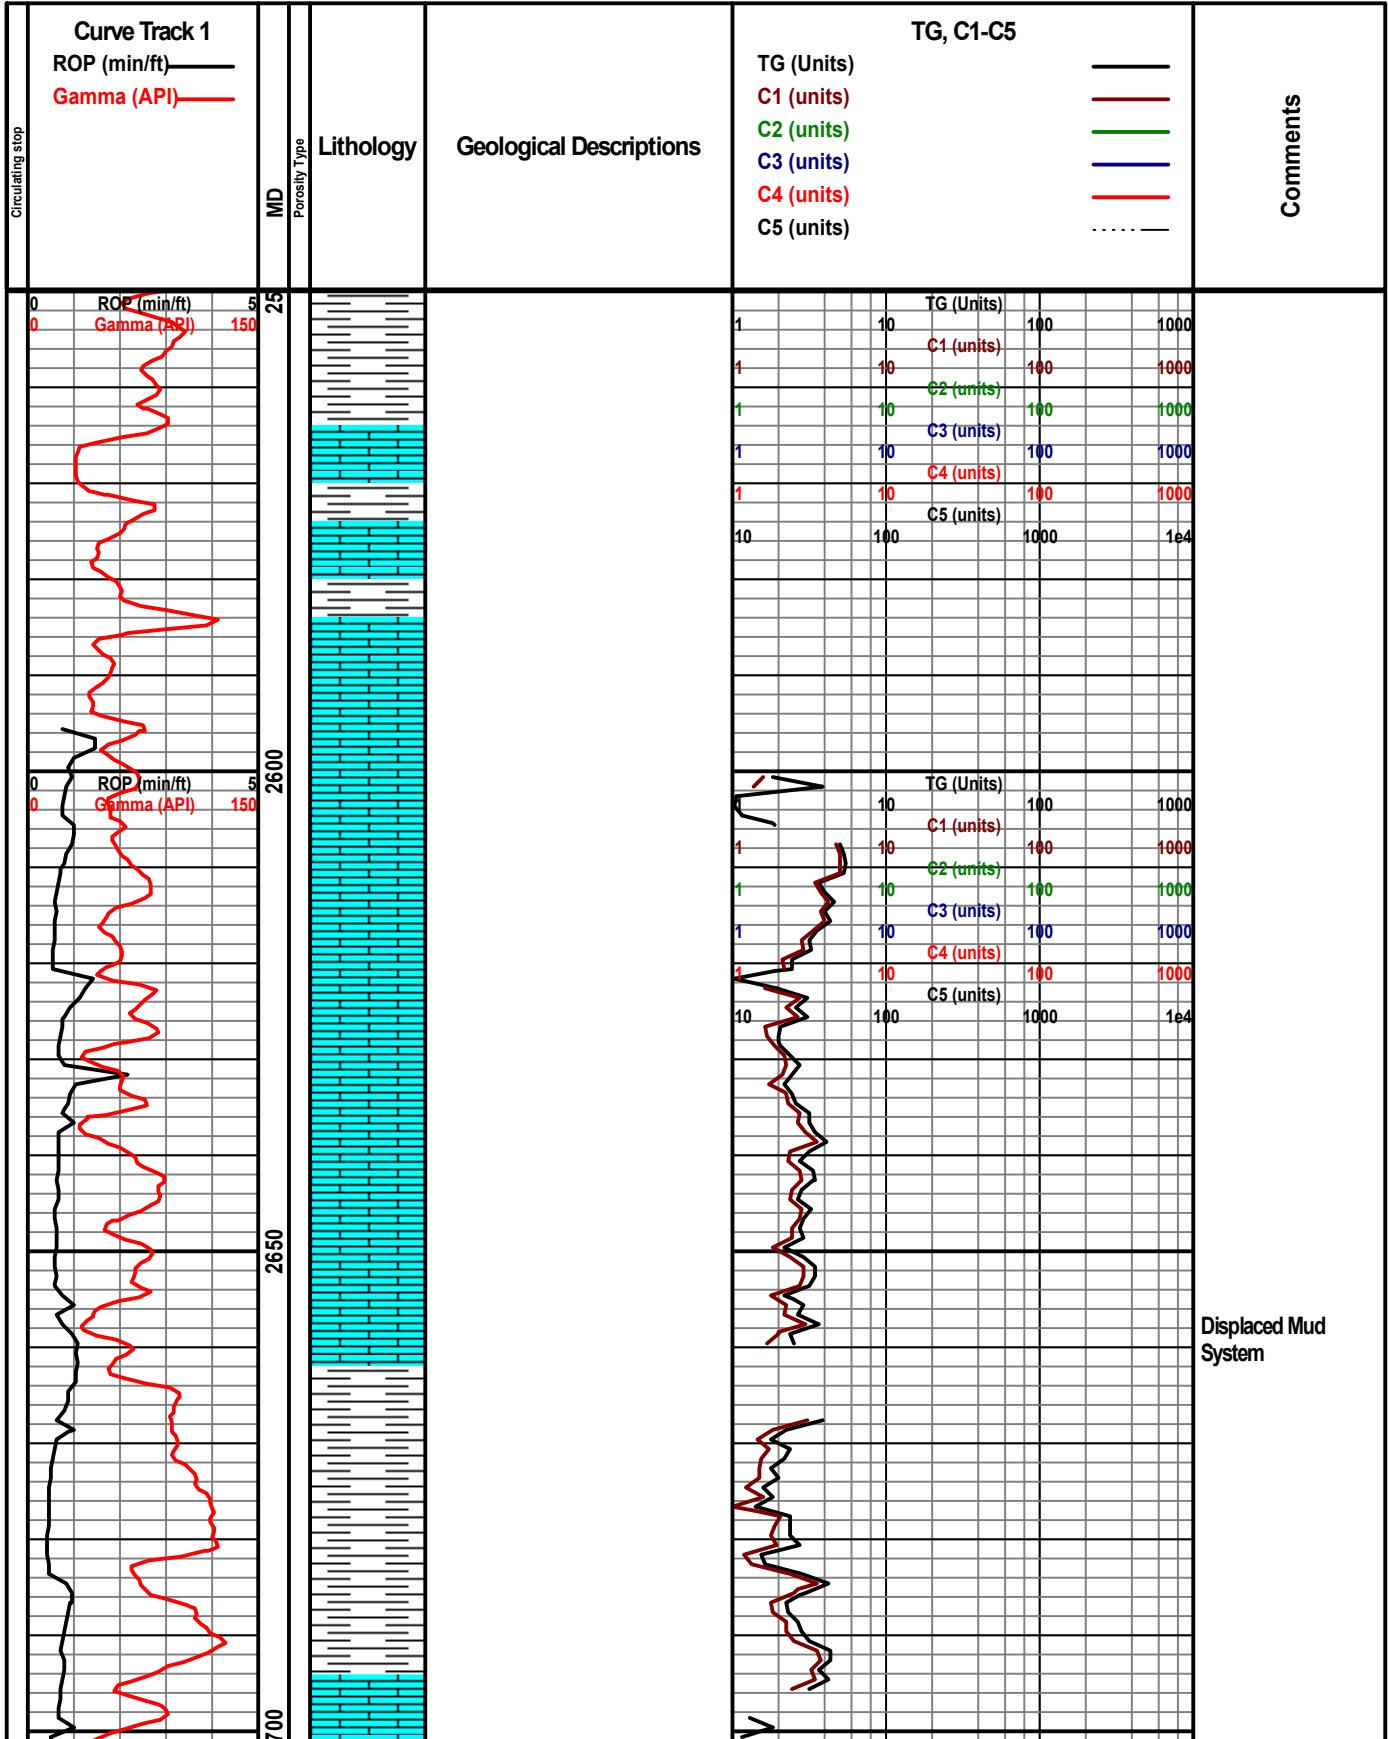 Circulating stop
Curve Track 1
ROP (min/ft)
Gamma (API)
MD
Porosity Type
Lithology
Geological Descriptions
TG, C1-C5
TG (Units)
C1 (units)
C2 (units)
C3 (units)
C4 (units)
C5 (units)
Comments
0 ROP (min/ft) 5
0 Gamma (API) 150
25
TG (Units)
1 10 100 1000
C1 (units)
1 10 100 1000
C2 (units)
1 10 100 1000
C3 (units)
1 10 100 1000
C4 (units)
1 10 100 1000
C5 (units)
10 100 1000 1e4
2600
0 ROP (min/ft) 5
0 Gamma (API) 150
TG (Units)
10 100 1000
C1 (units)
1 10 100 1000
C2 (units)
1 10 100 1000
C3 (units)
1 10 100 1000
C4 (units)
1 10 100 1000
C5 (units)
10 100 1000 1e4
2650
Displaced Mud
System
700